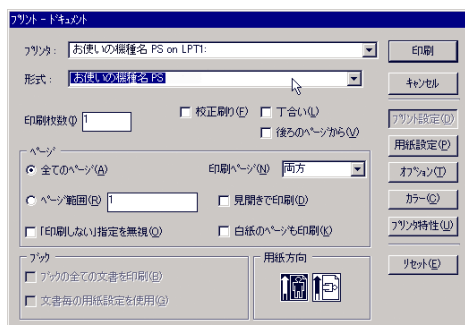 プリント - ドキュメント
プリンタ: お使いの機種名 PS on LPT1:
印刷
形式: お使いの機種名 PS
キャンセル
印刷枚数(I) 1
校正刷り(F)
丁合い(L)
プリント設定(D)
後ろのページから(V)
用紙設定(P)
ページ
全てのページ(A)
印刷ページ(N) 両方
オプション(T)
ページ範囲(R) 1
見開きで印刷(D)
カラー(C)
「印刷しない」指定を無視(O)
白紙のページも印刷(K)
プリンタ特性(U)
ブック
用紙方向
リセット(E)
ブックの全ての文書を印刷(B)
文書毎の用紙設定を使用(G)